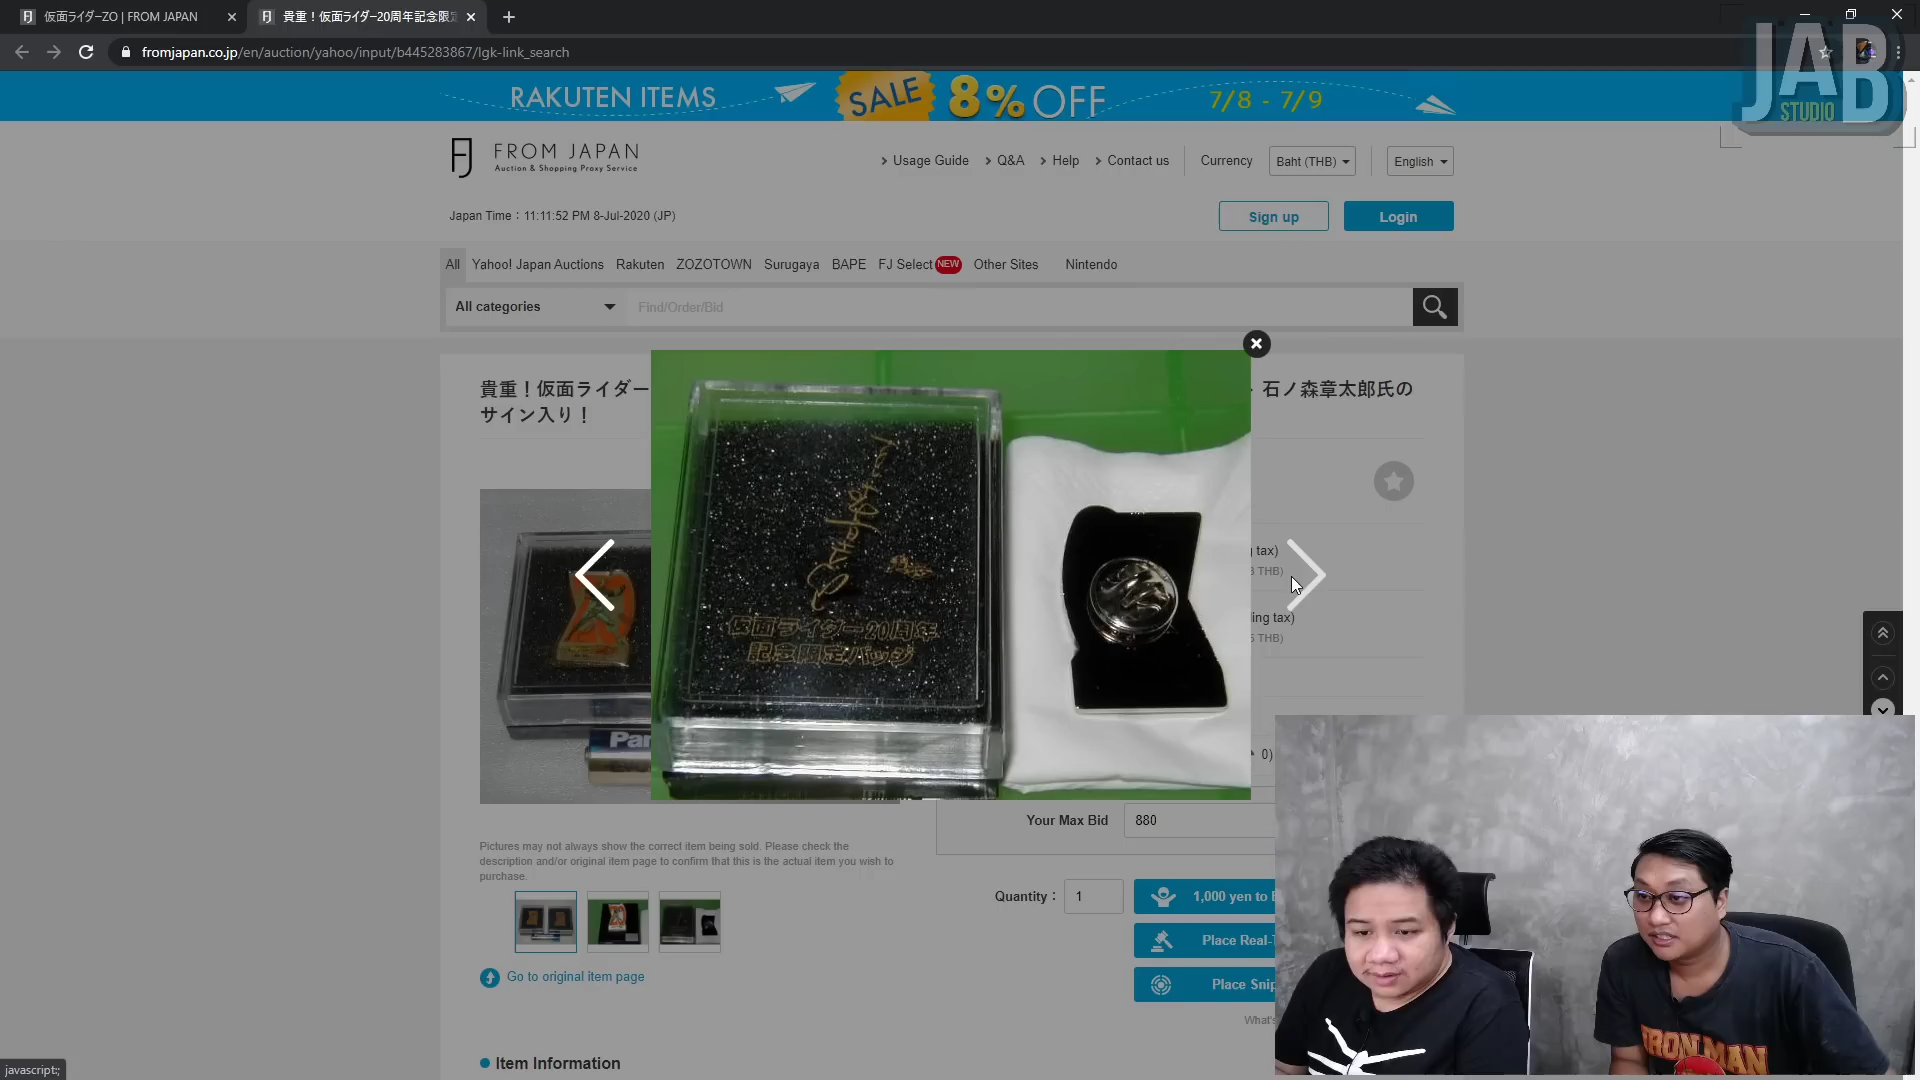 仮面ライダーZO | FROM JAPAN
貴重！仮面ライダー20周年記念限定
fromjapan.co.jp/en/auction/yahoo/input/b445283867/lgk-link_search
JAB
STUDIO
RAKUTEN ITEMS SALE 8% OFF 7/8 - 7/9
FROM JAPAN
Auction & Shopping Proxy Service
Usage Guide Q&A Help Contact us Currency Baht (THB) English
Japan Time : 11:11:52 PM 8-Jul-2020 (JP)
Sign up Login
All Yahoo! Japan Auctions Rakuten ZOZOTOWN Surugaya BAPE FJ Select NEW Other Sites Nintendo
All categories Find/Order/Bid
貴重！仮面ライダー 石ノ森章太郎氏の
サイン入り！
tax)
THB)
ing tax)
THB)
仮面ライダー20周年
記念限定バッジ
Pan
0)
Your Max Bid 880
Pictures may not always show the correct item being sold. Please check the
description and/or original item page to confirm that this is the actual item you wish to
purchase.
Quantity : 1 1,000 yen to
Place Real-T
Place Snip
What's
Go to original item page
Item Information
IRON MAN
javascript:;